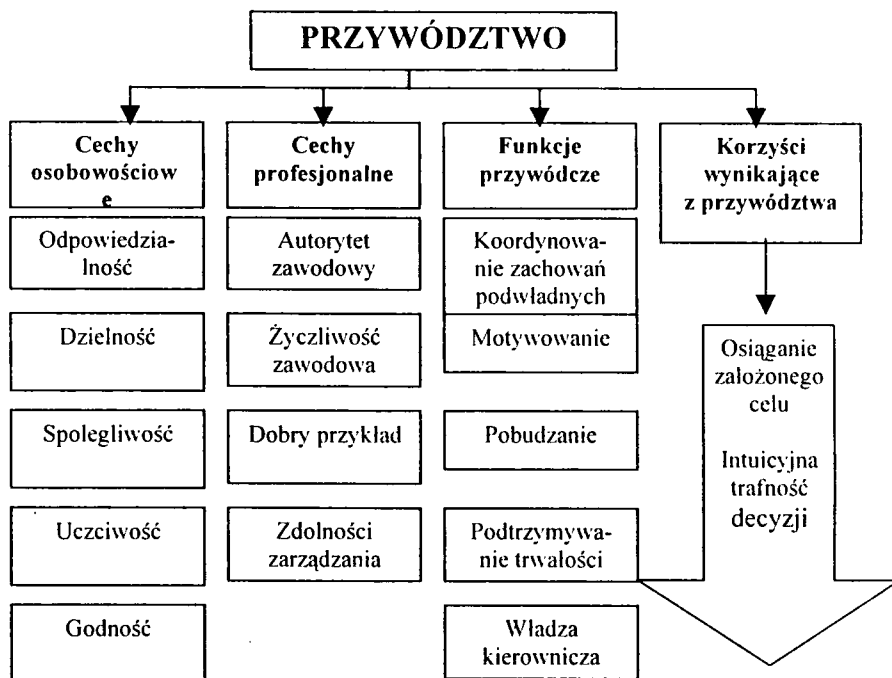 PRZYWÓDZTWO
Cechy
osobowościow
e
Odpowiedzia-
lność
Dzielność
Spolegliwość
Uczciwość
Godność
Cechy
profesjonalne
Autorytet
zawodowy
Życzliwość
zawodowa
Dobry przykład
Zdolności
zarządzania
Funkcje
przywódcze
Koordynowa-
nie zachowań
podwładnych
Motywowanie
Pobudzanie
Podtrzymywa-
nie trwałości
Władza
kierownicza
Korzyści
wynikające
z przywództwa
Osiąganie
założonego
celu
Intuicyjna
trafność
decyzji